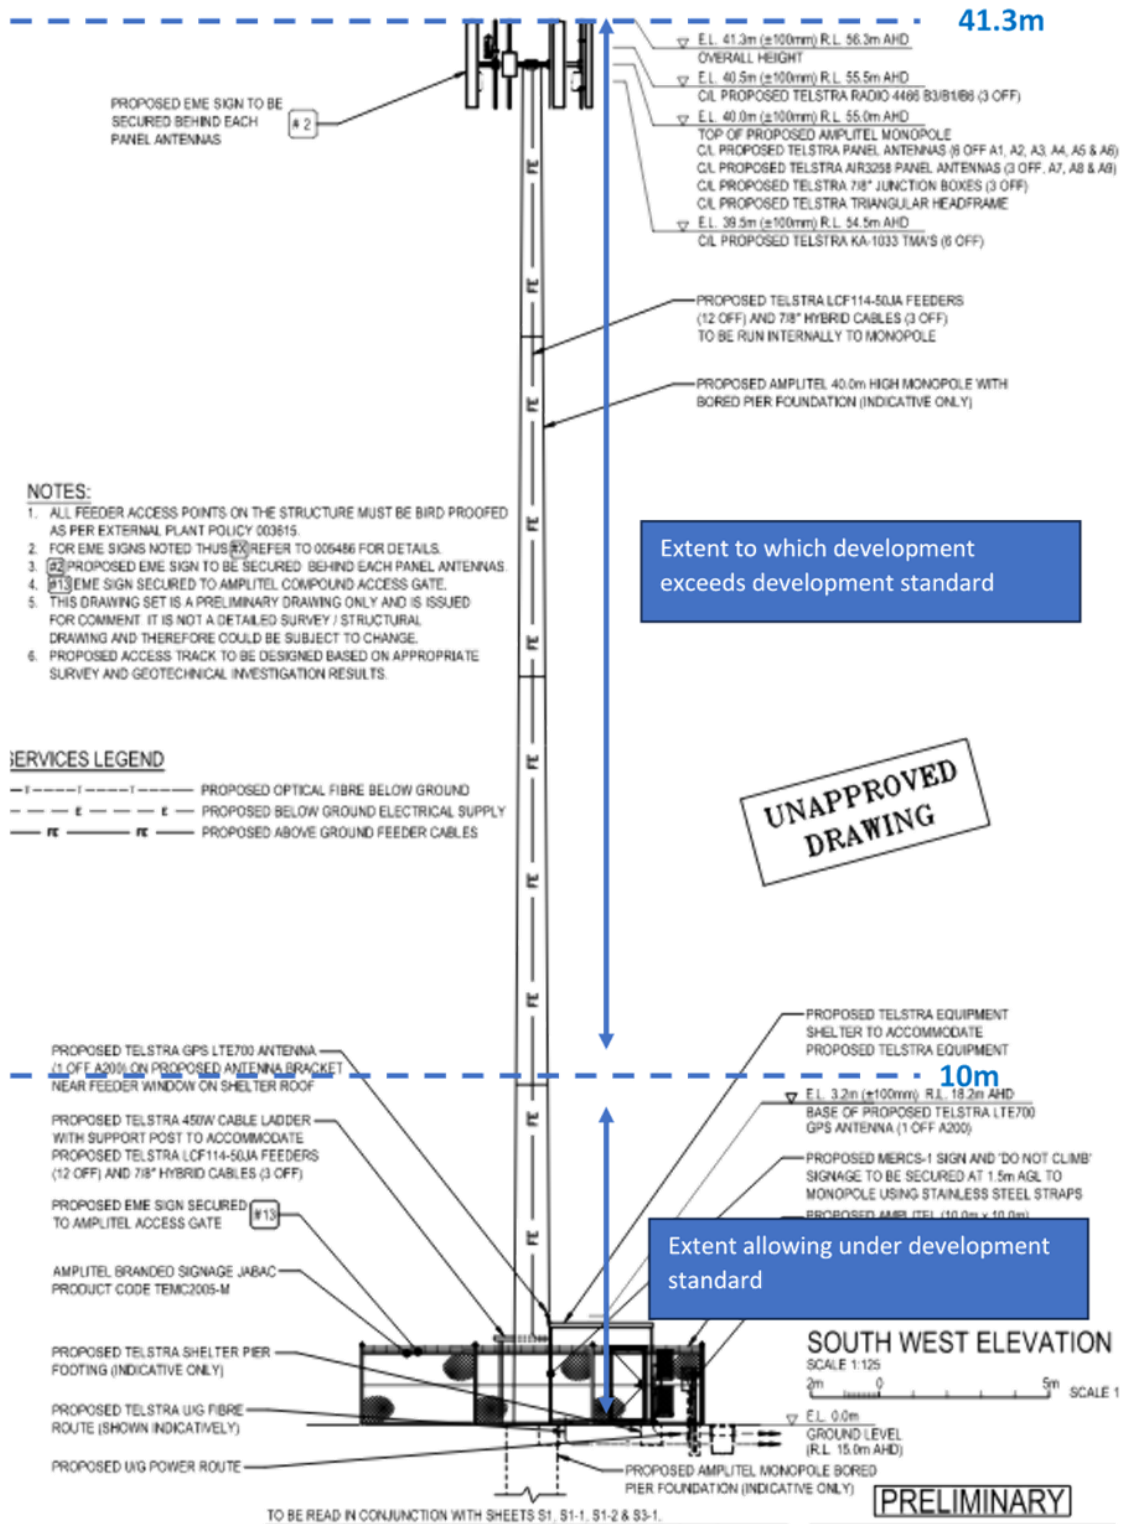 41.3m
E.L. 41.3m (±100mm) R.L. 56.3m AHD
OVERALL HEIGHT
E.L. 40.5m (±100mm) R.L. 55.5m AHD
C/L PROPOSED TELSTRA RADIO 4466 B3/B1/B6 (3 OFF)
E.L. 40.0m (±100mm) R.L. 55.0m AHD
TOP OF PROPOSED AMPLITEL MONOPOLE
C/L PROPOSED TELSTRA PANEL ANTENNAS (6 OFF A1, A2, A3, A4, A5 & A6)
C/L PROPOSED TELSTRA AIR3258 PANEL ANTENNAS (3 OFF, A7, A8 & A9)
C/L PROPOSED TELSTRA 7/8" JUNCTION BOXES (3 OFF)
C/L PROPOSED TELSTRA TRIANGULAR HEADFRAME
E.L. 39.5m (±100mm) R.L. 54.5m AHD
C/L PROPOSED TELSTRA KA-1033 TMA'S (6 OFF)
PROPOSED EME SIGN TO BE
SECURED BEHIND EACH
PANEL ANTENNAS
# 2
PROPOSED TELSTRA LCF114-50JA FEEDERS
(12 OFF) AND 7/8" HYBRID CABLES (3 OFF)
TO BE RUN INTERNALLY TO MONOPOLE
PROPOSED AMPLITEL 40.0m HIGH MONOPOLE WITH
BORED PIER FOUNDATION (INDICATIVE ONLY)
FE
FE
FE
FE
FE
FE
FE
FE
FE
NOTES:
1. ALL FEEDER ACCESS POINTS ON THE STRUCTURE MUST BE BIRD PROOFED
AS PER EXTERNAL PLANT POLICY 003615.
2. FOR EME SIGNS NOTED THUS #X REFER TO 005486 FOR DETAILS.
3. #2 PROPOSED EME SIGN TO BE SECURED BEHIND EACH PANEL ANTENNAS.
4. #13 EME SIGN SECURED TO AMPLITEL COMPOUND ACCESS GATE.
5. THIS DRAWING SET IS A PRELIMINARY DRAWING ONLY AND IS ISSUED
FOR COMMENT. IT IS NOT A DETAILED SURVEY / STRUCTURAL
DRAWING AND THEREFORE COULD BE SUBJECT TO CHANGE.
6. PROPOSED ACCESS TRACK TO BE DESIGNED BASED ON APPROPRIATE
SURVEY AND GEOTECHNICAL INVESTIGATION RESULTS.
Extent to which development
exceeds development standard
SERVICES LEGEND
T T PROPOSED OPTICAL FIBRE BELOW GROUND
E E PROPOSED BELOW GROUND ELECTRICAL SUPPLY
FE FE PROPOSED ABOVE GROUND FEEDER CABLES
UNAPPROVED
DRAWING
PROPOSED TELSTRA EQUIPMENT
SHELTER TO ACCOMMODATE
PROPOSED TELSTRA EQUIPMENT
PROPOSED TELSTRA GPS LTE700 ANTENNA
(1 OFF A200) ON PROPOSED ANTENNA BRACKET
NEAR FEEDER WINDOW ON SHELTER ROOF
10m
E.L. 3.2m (±100mm) R.L. 18.2m AHD
BASE OF PROPOSED TELSTRA LTE700
GPS ANTENNA (1 OFF A200)
PROPOSED TELSTRA 450W CABLE LADDER
WITH SUPPORT POST TO ACCOMMODATE
PROPOSED TELSTRA LCF114-50JA FEEDERS
(12 OFF) AND 7/8" HYBRID CABLES (3 OFF)
PROPOSED MERCS-1 SIGN AND 'DO NOT CLIMB'
SIGNAGE TO BE SECURED AT 1.5m AGL TO
MONOPOLE USING STAINLESS STEEL STRAPS
PROPOSED AMPLITEL (10.0m x 10.0m)
PROPOSED EME SIGN SECURED
TO AMPLITEL ACCESS GATE
#13
Extent allowing under development
standard
AMPLITEL BRANDED SIGNAGE JABAC
PRODUCT CODE TEMC2005-M
PROPOSED TELSTRA SHELTER PIER
FOOTING (INDICATIVE ONLY)
SOUTH WEST ELEVATION
SCALE 1:125
2m 0 5m SCALE 1
PROPOSED TELSTRA U/G FIBRE
ROUTE (SHOWN INDICATIVELY)
E.L. 0.0m
GROUND LEVEL
(R.L. 15.0m AHD)
PROPOSED U/G POWER ROUTE
PROPOSED AMPLITEL MONOPOLE BORED
PIER FOUNDATION (INDICATIVE ONLY)
PRELIMINARY
TO BE READ IN CONJUNCTION WITH SHEETS S1, S1-1, S1-2 & S3-1.